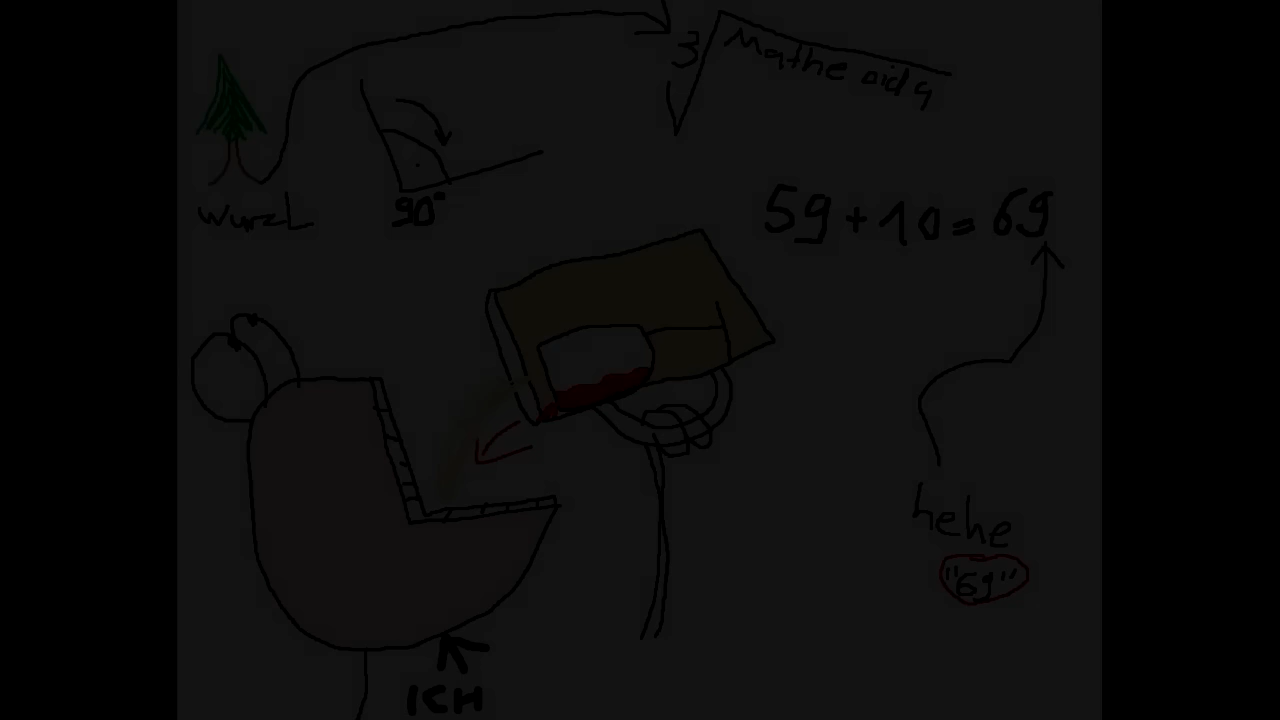 3
Mathe
wurzL
90°
59 + 10 = 69
hehe
"69"
ICH